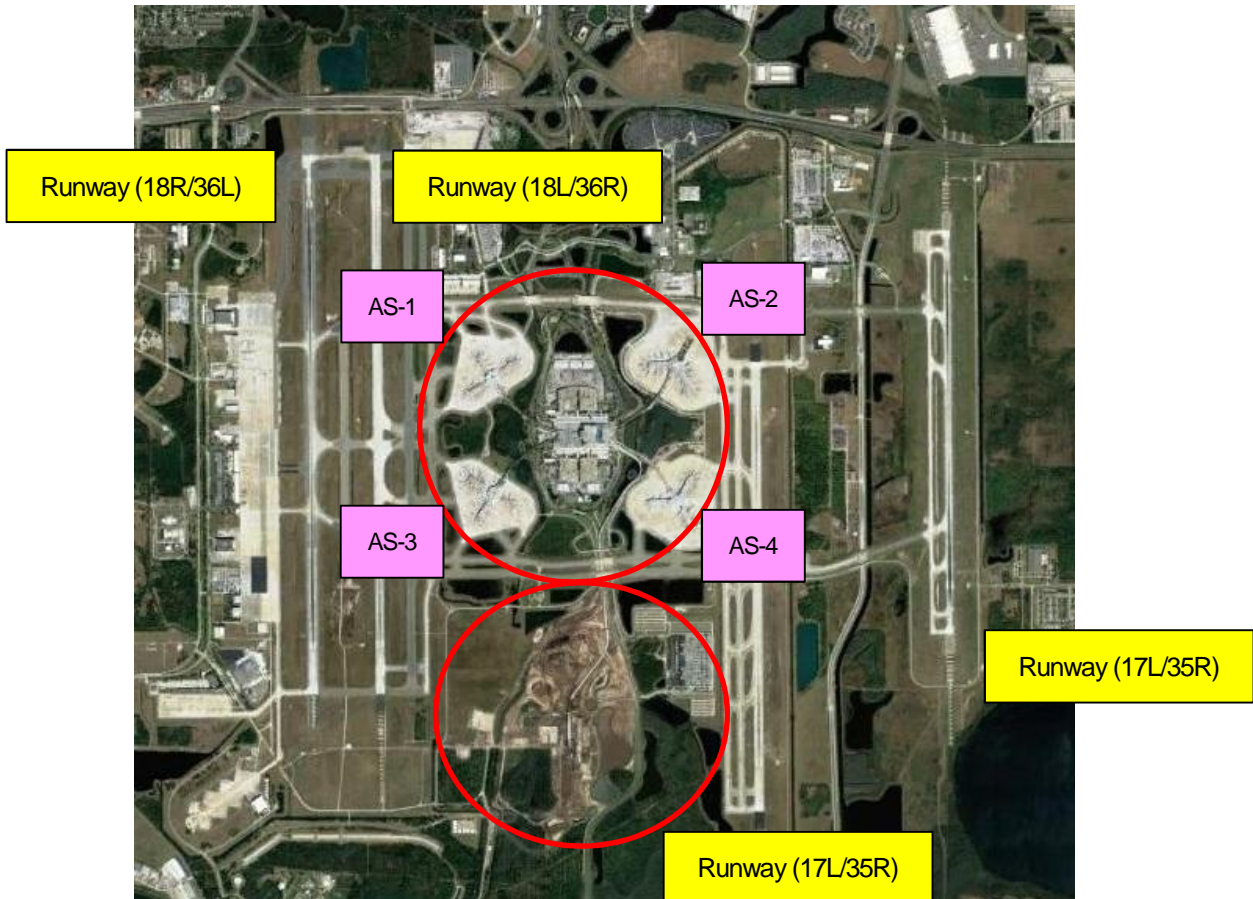 Runway (18R/36L)
Runway (18L/36R)
AS-1
AS-2
AS-3
AS-4
Runway (17L/35R)
Runway (17L/35R)